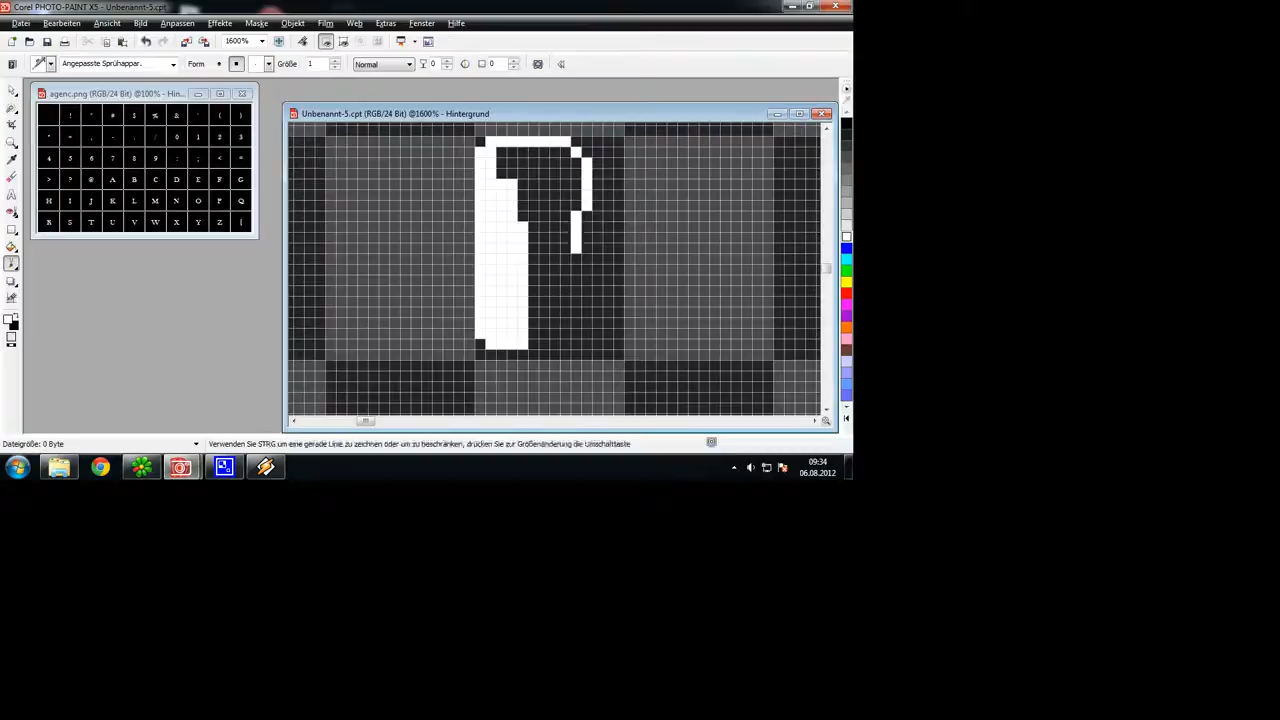 Corel PHOTO-PAINT X5 - Unbenannt-5.cpt
Datei Bearbeiten Ansicht Bild Anpassen Effekte Maske Objekt Film Web Extras Fenster Hilfe
1600%
Angepasste Sprühappar. Form Größe 1 Normal 0 0
agenc.png (RGB/24 Bit) @100% - Hin...
! " # $ % & ' ( )
* + , - . / 0 1 2 3
4 5 6 7 8 9 : ; < =
> ? @ A B C D E F G
H I J K L M N O P Q
R S T U V W X Y Z [
Unbenannt-5.cpt (RGB/24 Bit) @1600% - Hintergrund
Dateigröße: 0 Byte Verwenden Sie STRG um eine gerade Linie zu zeichnen oder um zu beschränken, drücken Sie zur Größenänderung die Umschalttaste
09:34
06.08.2012